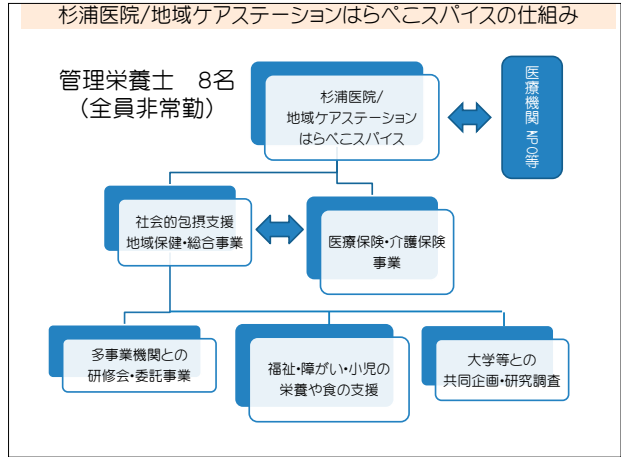 杉浦医院/地域ケアステーションはらぺこスパイスの仕組み
管理栄養士　8名
（全員非常勤）
杉浦医院/
地域ケアステーション
はらぺこスパイス
医療機関 NPO等
社会的包摂支援
地域保健・総合事業
医療保険・介護保険
事業
多事業機関との
研修会・委託事業
福祉・障がい・小児の
栄養や食の支援
大学等との
共同企画・研究調査